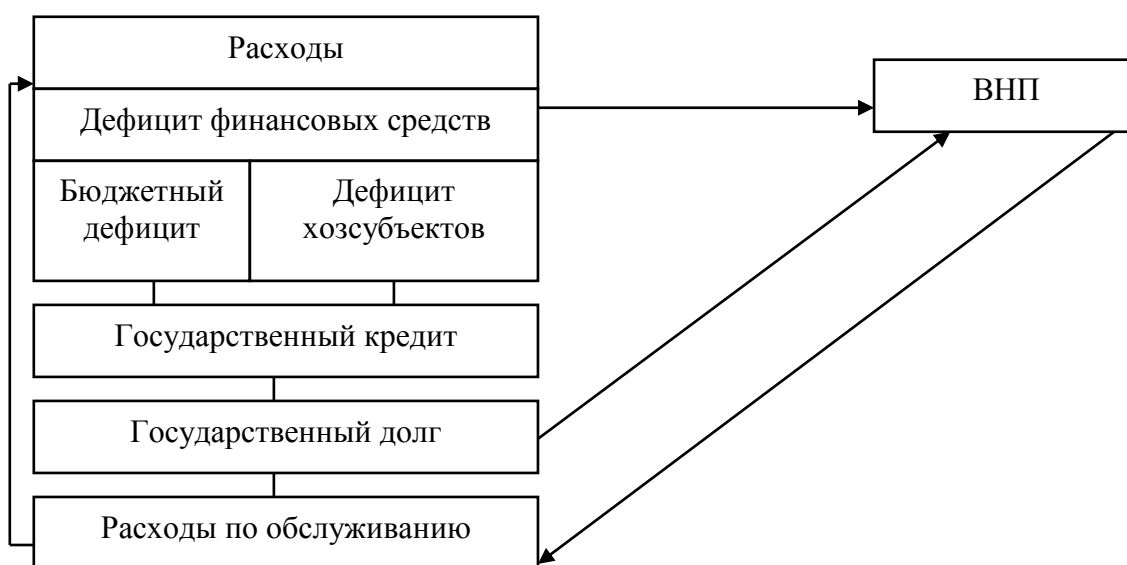 Расходы
ВНП
Дефицит финансовых средств
Бюджетный
дефицит
Дефицит
хозсубъектов
Государственный кредит
Государственный долг
Расходы по обслуживанию